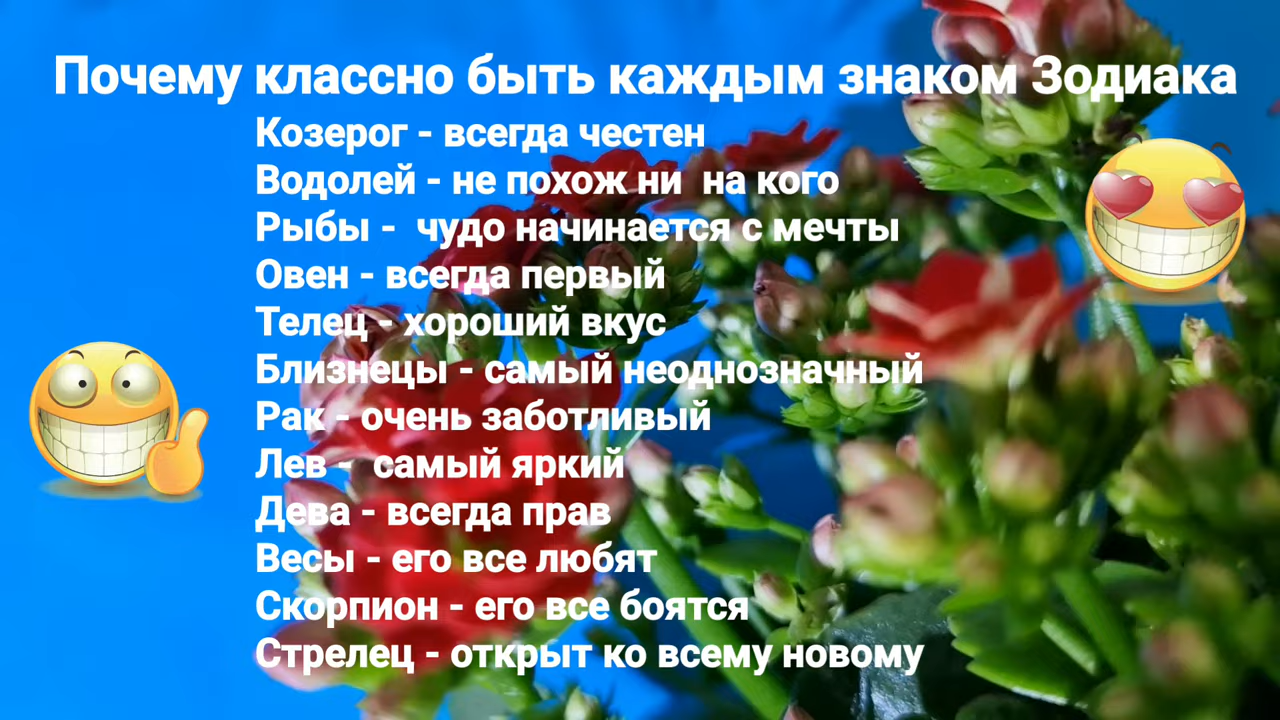 Почему классно быть каждым знаком Зодиака
Козерог - всегда честен
Водолей - не похож ни  на кого
Рыбы -  чудо начинается с мечты
Овен - всегда первый
Телец - хороший вкус
Близнецы - самый неоднозначный
Рак - очень заботливый
Лев -  самый яркий
Дева - всегда прав
Весы - его все любят
Скорпион - его все боятся
Стрелец - открыт ко всему новому